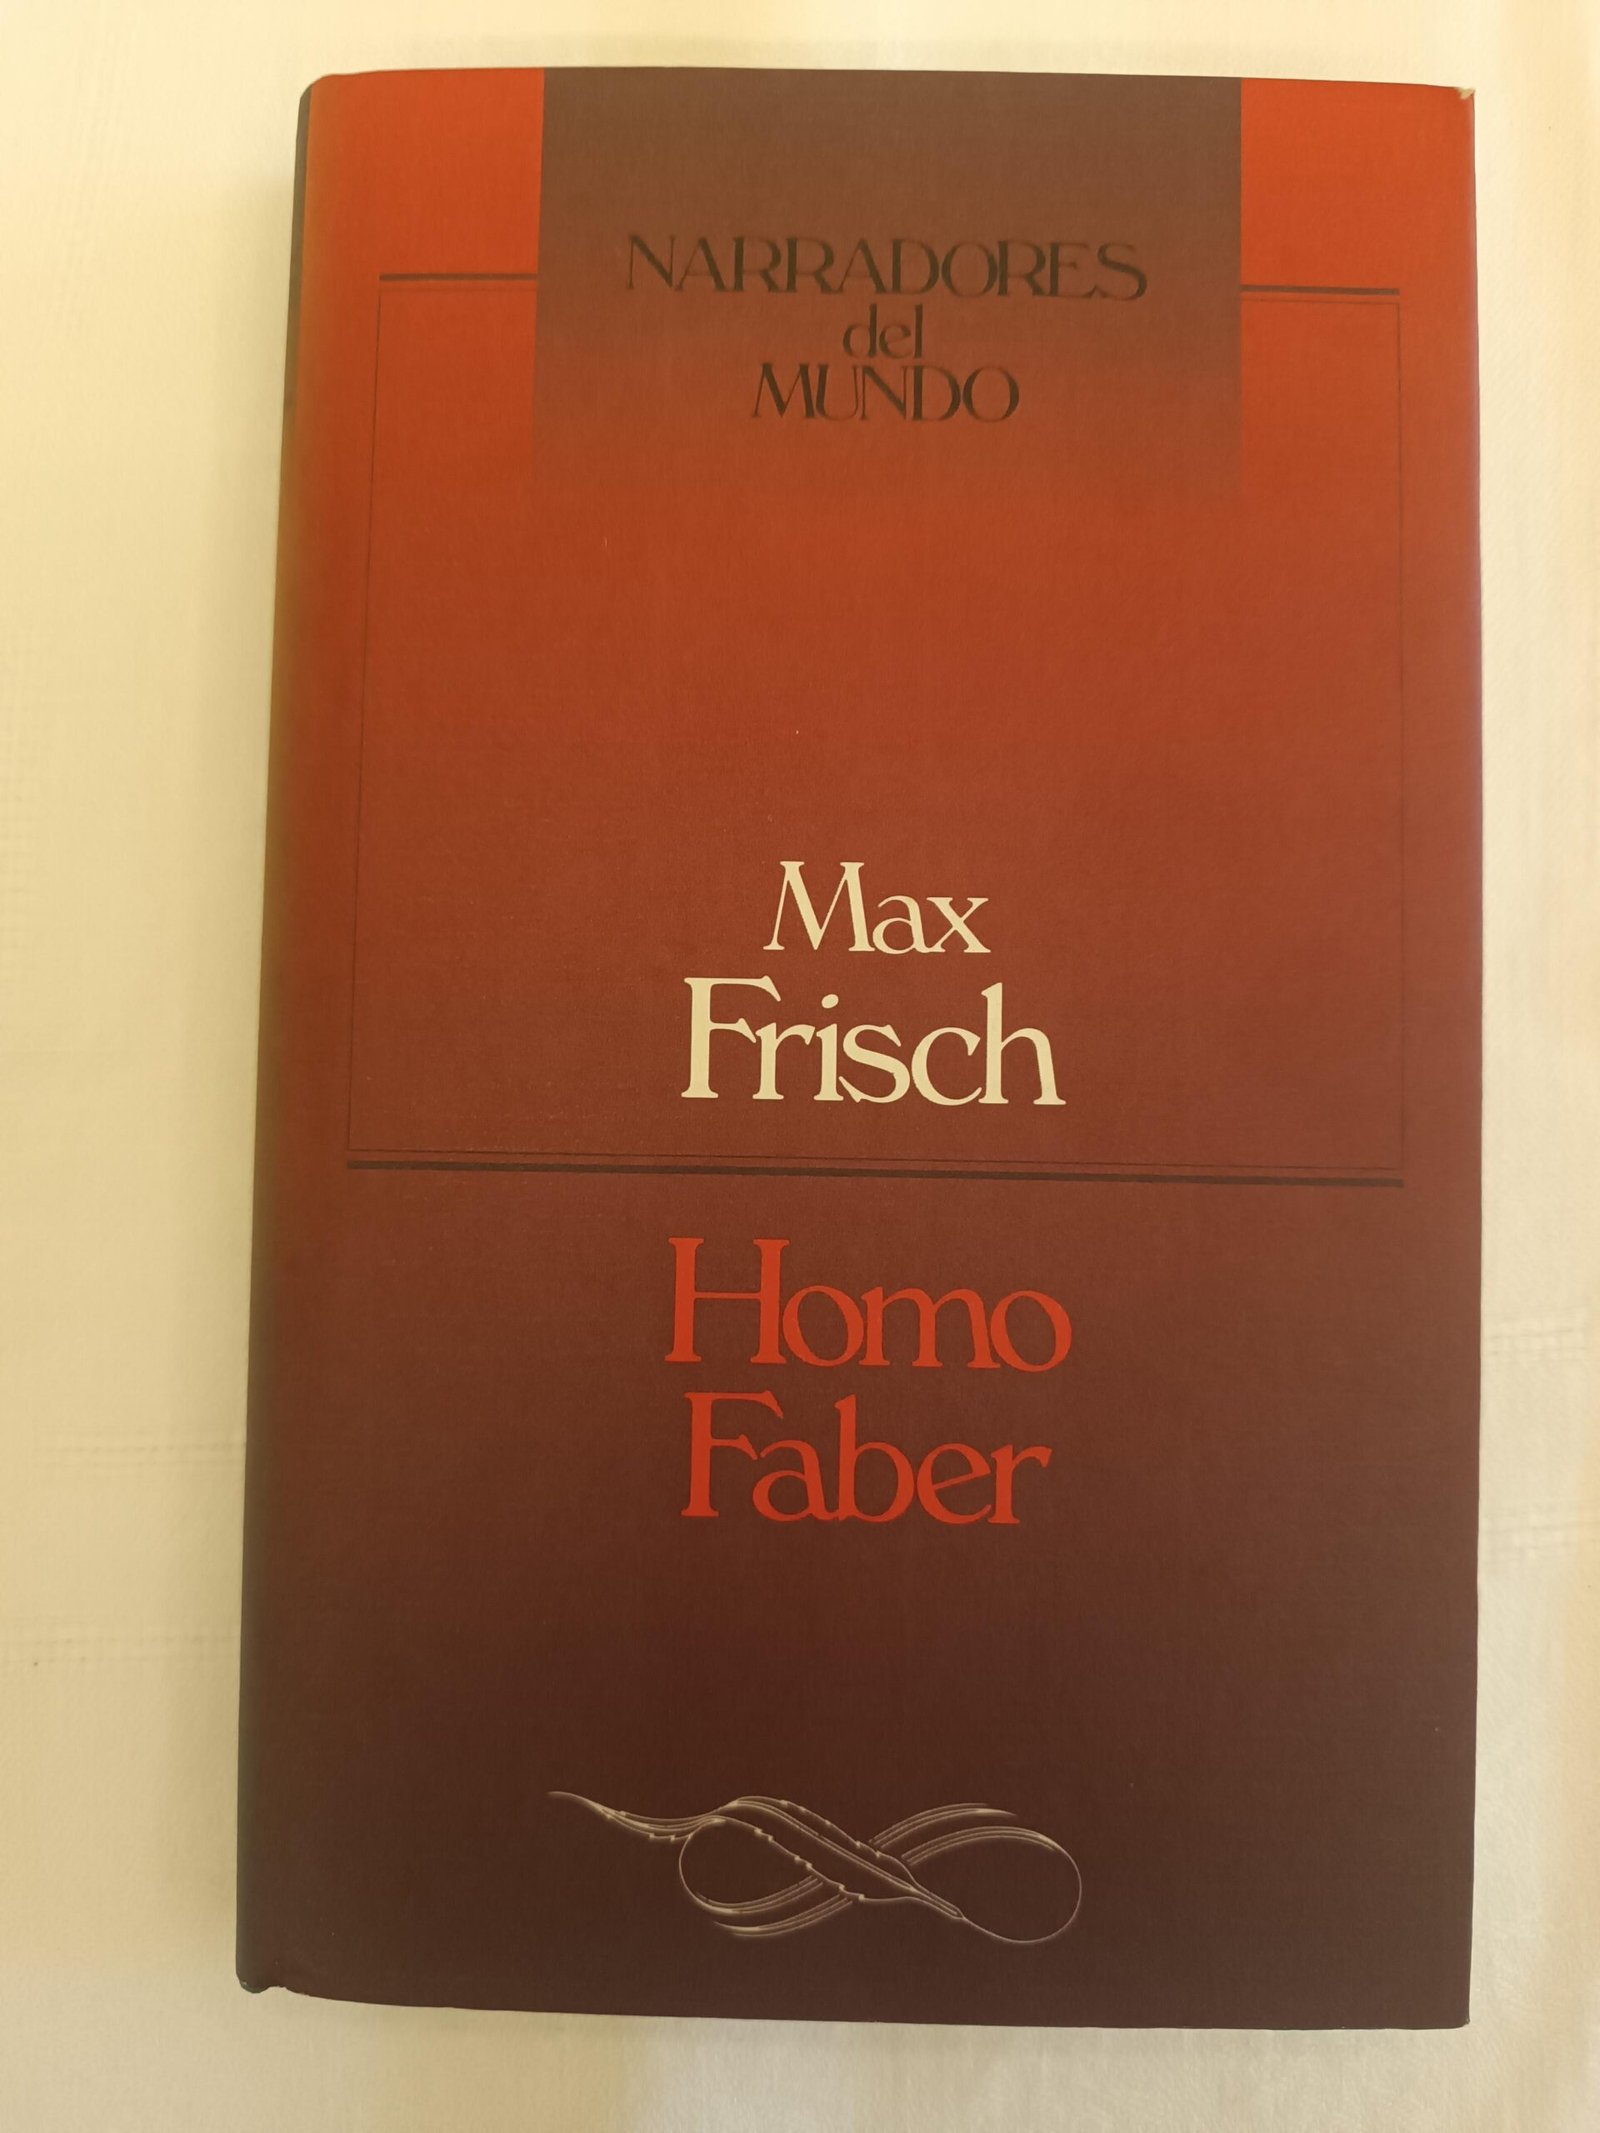 NARRADORES
del
MUNDO
Max
Frisch
Homo
Faber